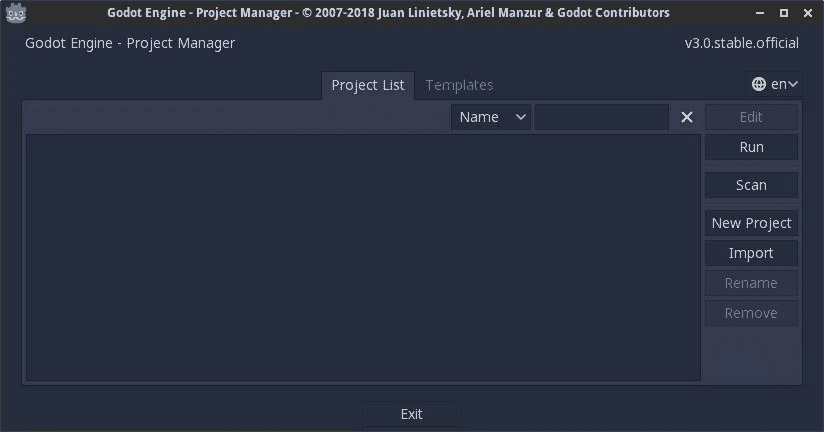 Godot Engine - Project Manager - © 2007-2018 Juan Linietsky, Ariel Manzur & Godot Contributors
Godot Engine - Project Manager
v3.0.stable.official
Project List
Templates
en
Name
Edit
Run
Scan
New Project
Import
Rename
Remove
Exit